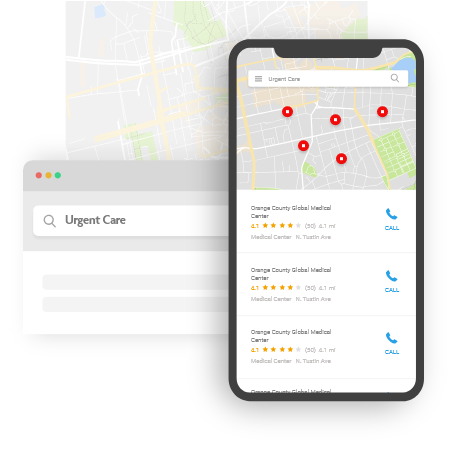 Urgent Care
Urgent Care
Orange County Global Medical
Center
4.1 (50) 4.1 mi
Medical Center N. Tustin Ave
CALL
Orange County Global Medical
Center
4.1 (50) 4.1 mi
Medical Center N. Tustin Ave
CALL
Orange County Global Medical
Center
4.1 (50) 4.1 mi
Medical Center N. Tustin Ave
CALL
Orange County Global Medical